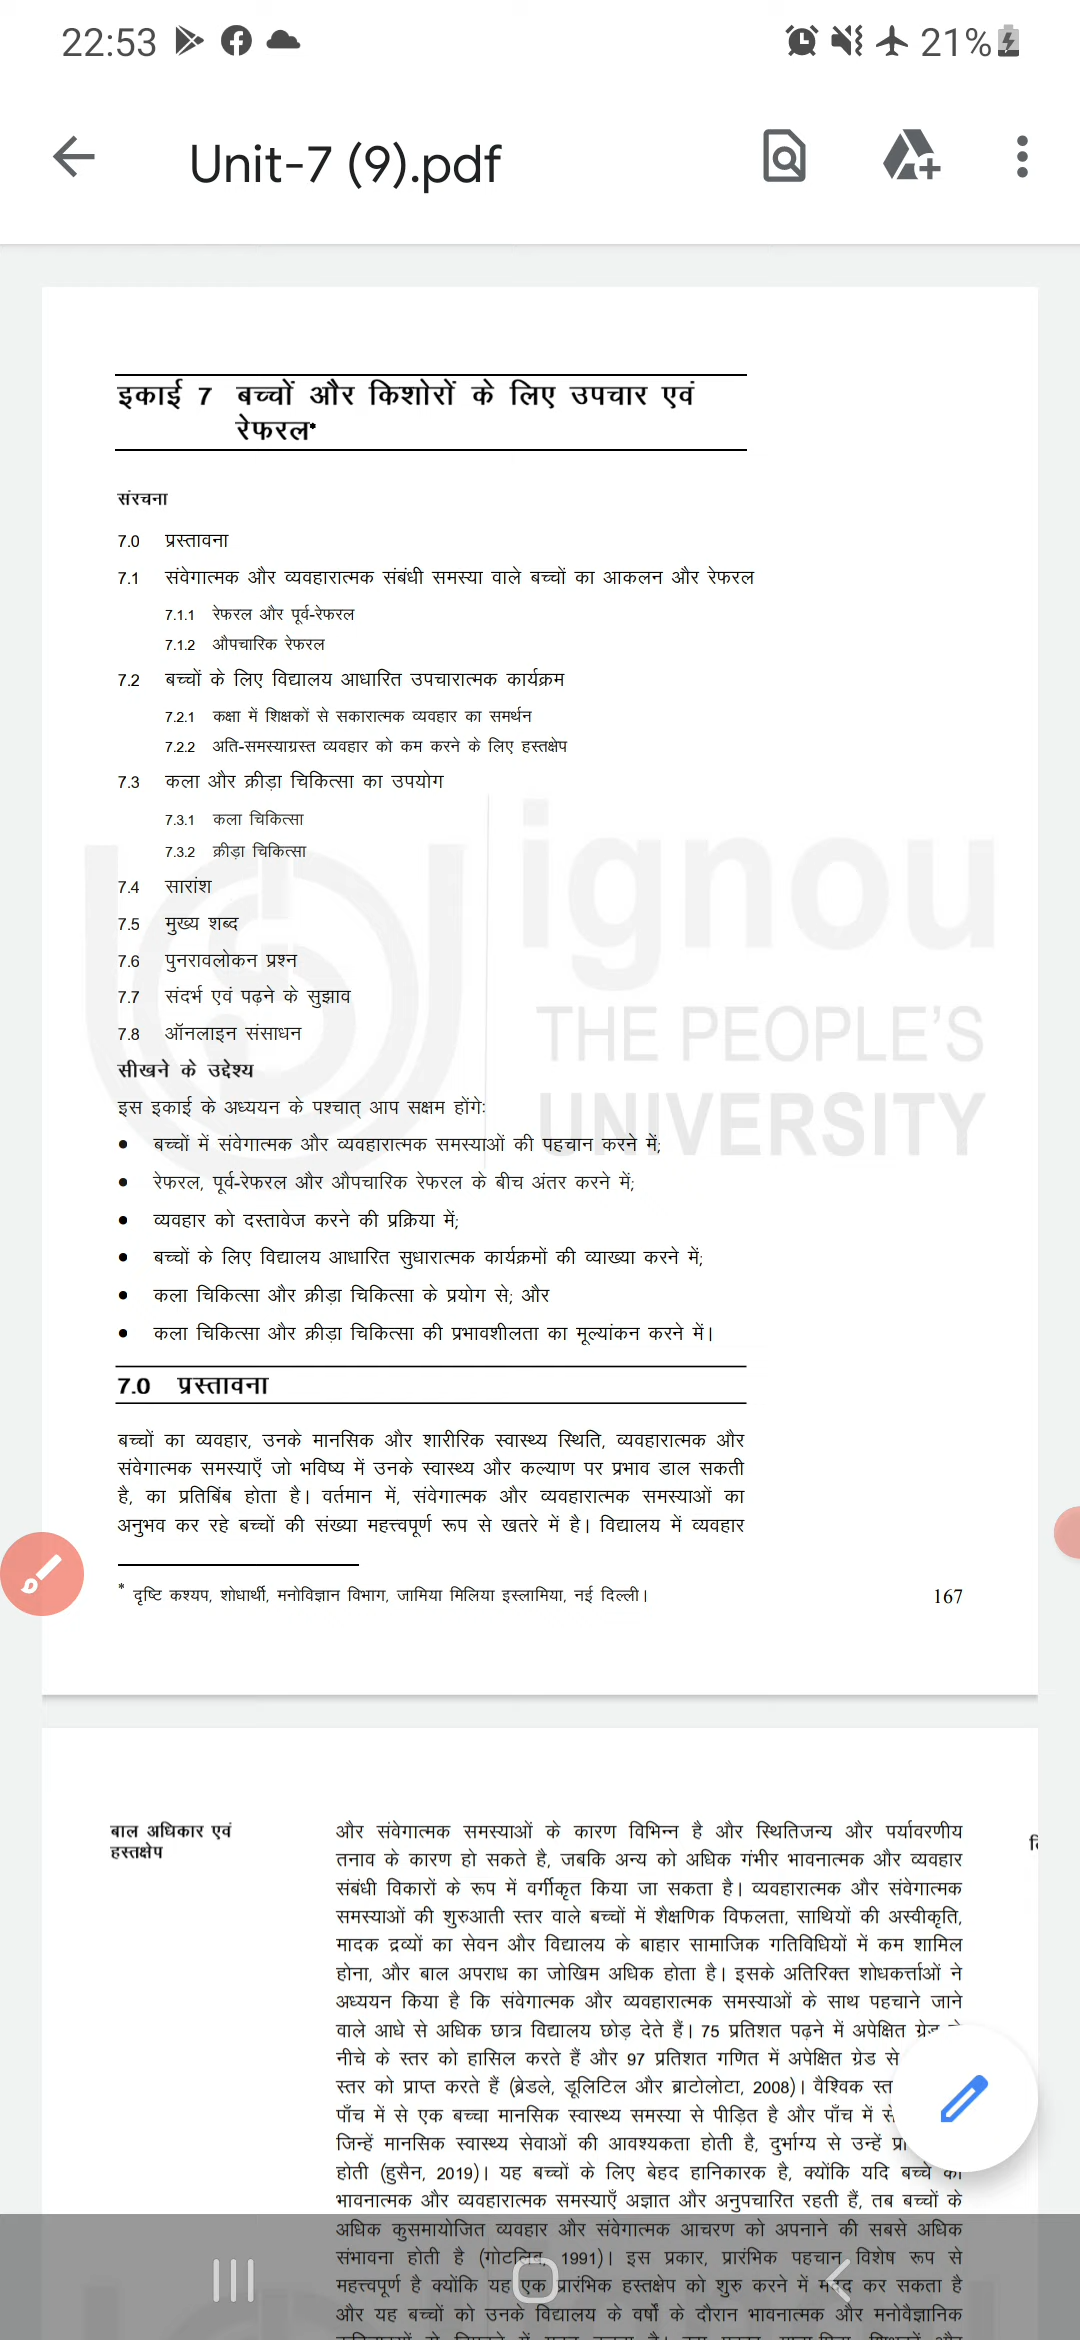 22:53
21%
Unit-7 (9).pdf
इकाई 7 बच्चों और किशोरों के लिए उपचार एवं
रेफरल*
संरचना
7.0 प्रस्तावना
7.1 संवेगात्मक और व्यवहारात्मक संबंधी समस्या वाले बच्चों का आकलन और रेफरल
7.1.1 रेफरल और पूर्व-रेफरल
7.1.2 औपचारिक रेफरल
7.2 बच्चों के लिए विद्यालय आधारित उपचारात्मक कार्यक्रम
7.2.1 कक्षा में शिक्षकों से सकारात्मक व्यवहार का समर्थन
7.2.2 अति-समस्याग्रस्त व्यवहार को कम करने के लिए हस्तक्षेप
7.3 कला और क्रीड़ा चिकित्सा का उपयोग
7.3.1 कला चिकित्सा
7.3.2 क्रीड़ा चिकित्सा
7.4 सारांश
7.5 मुख्य शब्द
7.6 पुनरावलोकन प्रश्न
7.7 संदर्भ एवं पढ़ने के सुझाव
7.8 ऑनलाइन संसाधन
ignou
THE PEOPLE'S
UNIVERSITY
सीखने के उद्देश्य
इस इकाई के अध्ययन के पश्चात् आप सक्षम होंगेः
• बच्चों में संवेगात्मक और व्यवहारात्मक समस्याओं की पहचान करने में;
• रेफरल, पूर्व-रेफरल और औपचारिक रेफरल के बीच अंतर करने में;
• व्यवहार को दस्तावेज करने की प्रक्रिया में;
• बच्चों के लिए विद्यालय आधारित सुधारात्मक कार्यक्रमों की व्याख्या करने में;
• कला चिकित्सा और क्रीड़ा चिकित्सा के प्रयोग से; और
• कला चिकित्सा और क्रीड़ा चिकित्सा की प्रभावशीलता का मूल्यांकन करने में।
7.0 प्रस्तावना
बच्चों का व्यवहार, उनके मानसिक और शारीरिक स्वास्थ्य स्थिति, व्यवहारात्मक और
संवेगात्मक समस्याएँ जो भविष्य में उनके स्वास्थ्य और कल्याण पर प्रभाव डाल सकती
है, का प्रतिबिंब होता है। वर्तमान में, संवेगात्मक और व्यवहारात्मक समस्याओं का
अनुभव कर रहे बच्चों की संख्या महत्त्वपूर्ण रूप से खतरे में है। विद्यालय में व्यवहार
* दृष्टि कश्यप, शोधार्थी, मनोविज्ञान विभाग, जामिया मिलिया इस्लामिया, नई दिल्ली।
167
बाल अधिकार एवं
हस्तक्षेप
और संवेगात्मक समस्याओं के कारण विभिन्न है और स्थितिजन्य और पर्यावरणीय
तनाव के कारण हो सकते है, जबकि अन्य को अधिक गंभीर भावनात्मक और व्यवहार
संबंधी विकारों के रूप में वर्गीकृत किया जा सकता है। व्यवहारात्मक और संवेगात्मक
समस्याओं की शुरुआती स्तर वाले बच्चों में शैक्षणिक विफलता, साथियों की अस्वीकृति,
मादक द्रव्यों का सेवन और विद्यालय के बाहार सामाजिक गतिविधियों में कम शामिल
होना, और बाल अपराध का जोखिम अधिक होता है। इसके अतिरिक्त शोधकर्त्ताओं ने
अध्ययन किया है कि संवेगात्मक और व्यवहारात्मक समस्याओं के साथ पहचाने जाने
वाले आधे से अधिक छात्र विद्यालय छोड़ देते हैं। 75 प्रतिशत पढ़ने में अपेक्षित
नीचे के स्तर को हासिल करते हैं और 97 प्रतिशत गणित में अपेक्षित ग्रेड से
स्तर को प्राप्त करते हैं (ब्रेडले, डूलिटिल और ब्राटोलोटा, 2008)। वैश्विक
पाँच में से एक बच्चा मानसिक स्वास्थ्य समस्या से पीड़ित है और पाँच में
जिन्हें मानसिक स्वास्थ्य सेवाओं की आवश्यकता होती है, दुर्भाग्य से उन्हें
होती (हुसैन, 2019)। यह बच्चों के लिए बेहद हानिकारक है, क्योंकि यदि बच्चे
भावनात्मक और व्यवहारात्मक समस्याएँ अज्ञात और अनुपचारित रहती हैं, तब बच्चों के
अधिक कुसमायोजित व्यवहार और संवेगात्मक आचरण को अपनाने की सबसे अधिक
संभावना होती है (गोटलिब, 1991)। इस प्रकार, प्रारंभिक पहचान विशेष रूप से
महत्त्वपूर्ण है क्योंकि यह एक प्रारंभिक हस्तक्षेप को शुरु करने में मदद कर सकता है
और यह बच्चों को उनके विद्यालय के वर्षों के दौरान भावनात्मक और मनोवैज्ञानिक